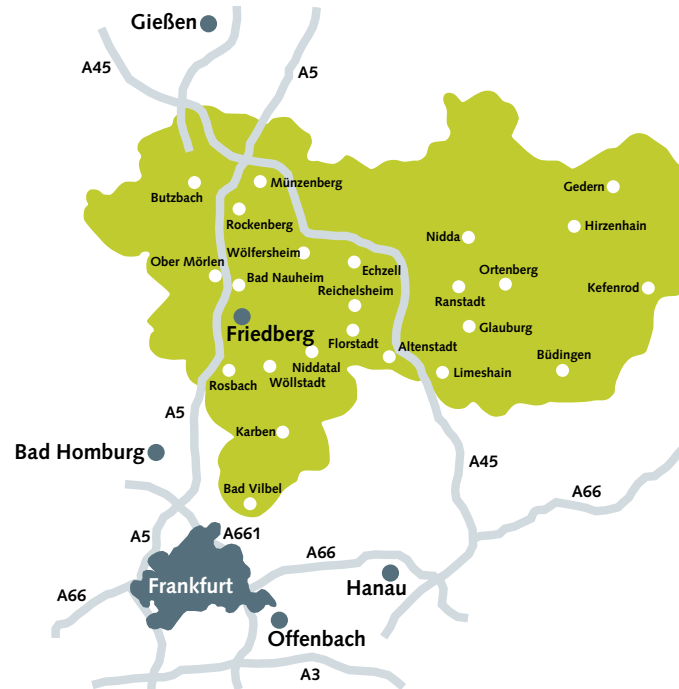 Gießen
A45
A5
Butzbach
Münzenberg
Gedern
Rockenberg
Hirzenhain
Nidda
Wölfersheim
Ober Mörlen
Echzell
Bad Nauheim
Ortenberg
Reichelsheim
Ranstadt
Kefenrod
Friedberg
Glauburg
Florstadt
Altenstadt
Büdingen
Niddatal
Rosbach
Wöllstadt
Limeshain
A5
Karben
Bad Homburg
A45
Bad Vilbel
A66
A5
A661
A66
Frankfurt
Hanau
A66
Offenbach
A3